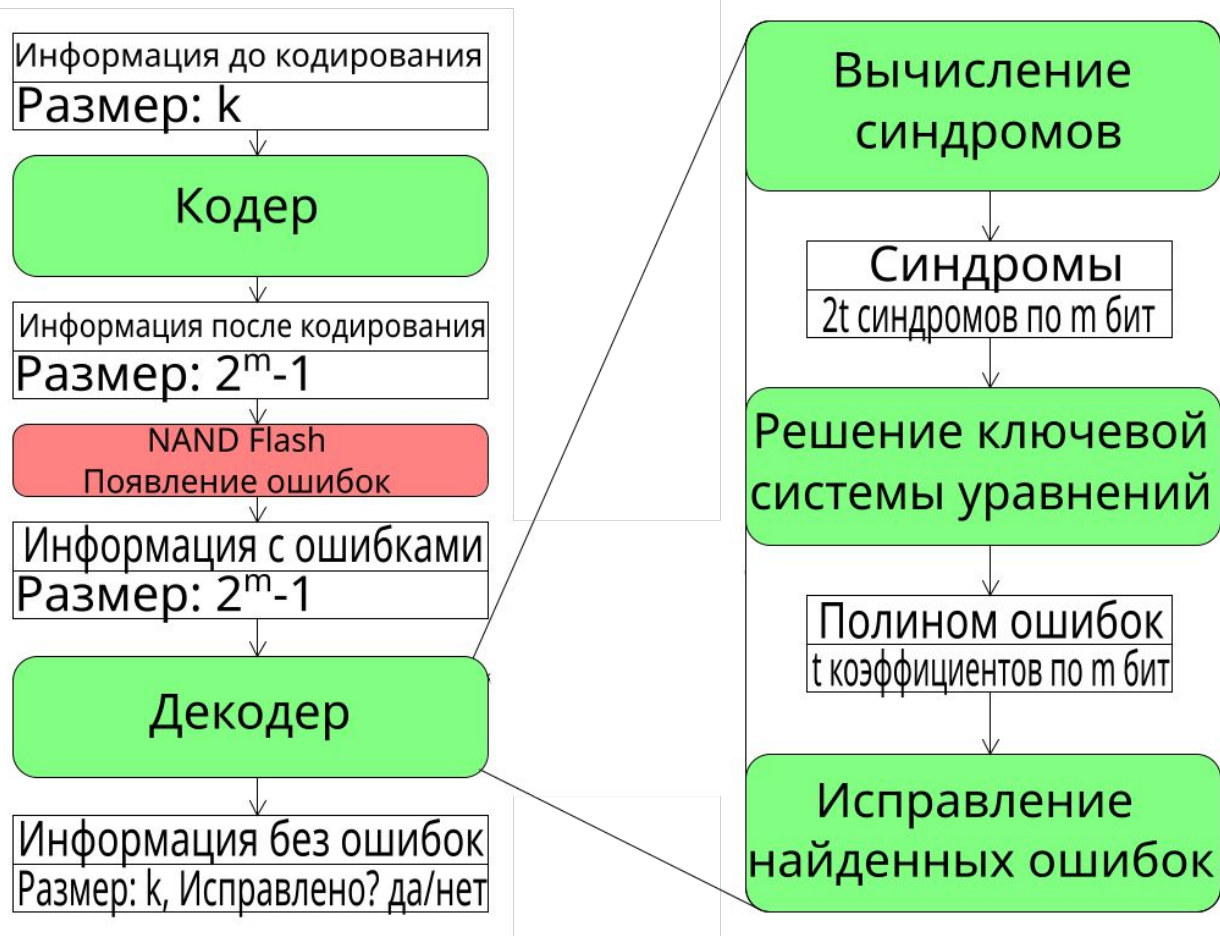 Информация до кодирования
Размер: k
Кодер
Информация после кодирования
Размер: 2^m-1
NAND Flash
Появление ошибок
Информация с ошибками
Размер: 2^m-1
Декодер
Информация без ошибок
Размер: k, Исправлено? да/нет
Вычисление
синдромов
Синдромы
2t синдромов по m бит
Решение ключевой
системы уравнений
Полином ошибок
t коэффициентов по m бит
Исправление
найденных ошибок